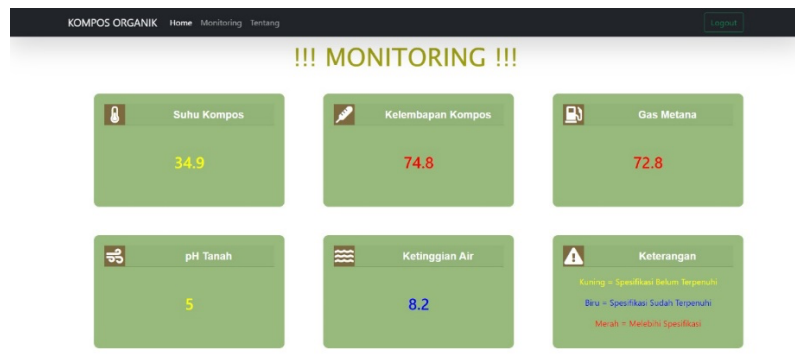 KOMPOS ORGANIK Home Monitoring Tentang Logout
!!! MONITORING !!!
Suhu Kompos
34.9
Kelembapan Kompos
74.8
Gas Metana
72.8
pH Tanah
5
Ketinggian Air
8.2
Keterangan
Kuning = Spesifikasi Belum Terpenuhi
Biru = Spesifikasi Sudah Terpenuhi
Merah = Melebihi Spesifikasi